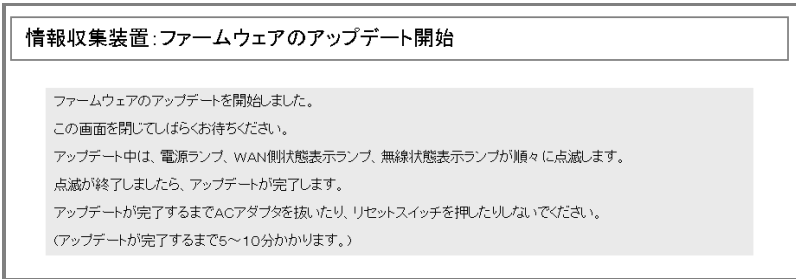 情報収集装置:ファームウェアのアップデート開始
ファームウェアのアップデートを開始しました。
この画面を閉じてしばらくお待ちください。
アップデート中は、電源ランプ、WAN側状態表示ランプ、無線状態表示ランプが順々に点滅します。
点滅が終了しましたら、アップデートが完了します。
アップデートが完了するまでACアダプタを抜いたり、リセットスイッチを押したりしないでください。
(アップデートが完了するまで5～10分かかります。)